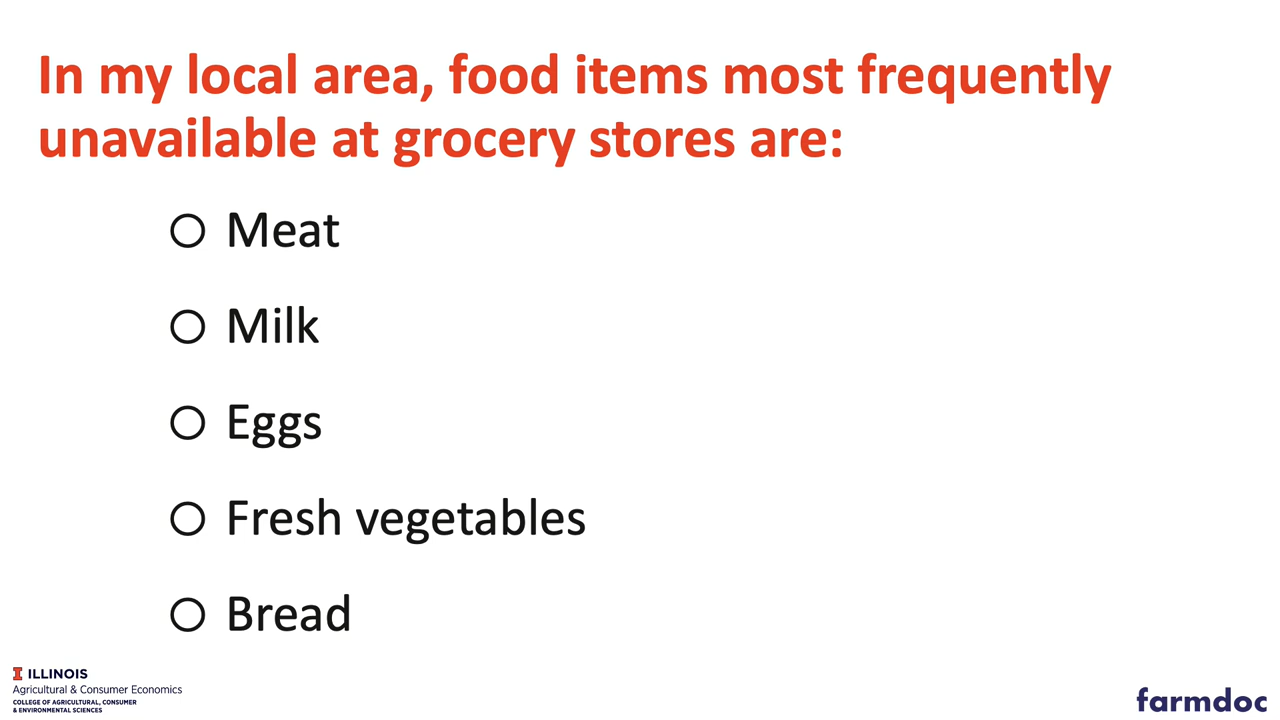 In my local area, food items most frequently
unavailable at grocery stores are:
Meat
Milk
Eggs
Fresh vegetables
Bread
I ILLINOIS
Agricultural & Consumer Economics
COLLEGE OF AGRICULTURAL, CONSUMER
& ENVIRONMENTAL SCIENCES
farmdoc